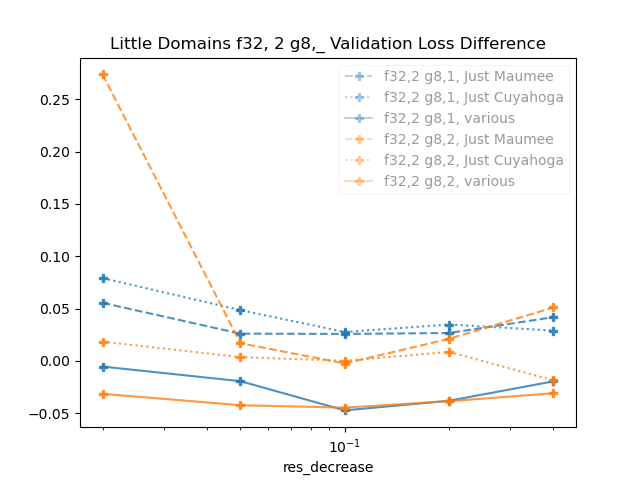 Little Domains f32, 2 g8,_ Validation Loss Difference
f32,2 g8,1, Just Maumee
f32,2 g8,1, Just Cuyahoga
f32,2 g8,1, various
f32,2 g8,2, Just Maumee
f32,2 g8,2, Just Cuyahoga
f32,2 g8,2, various
0.25
0.20
0.15
0.10
0.05
0.00
−0.05
10⁻¹
res_decrease